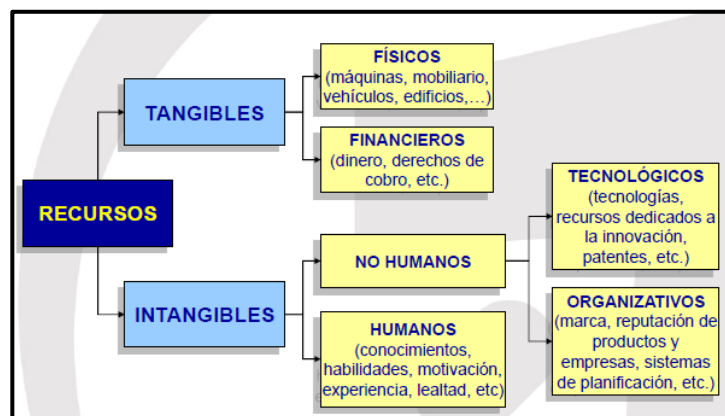 RECURSOS
TANGIBLES
FÍSICOS
(máquinas, mobiliario,
vehículos, edificios,...)
FINANCIEROS
(dinero, derechos de
cobro, etc.)
INTANGIBLES
NO HUMANOS
TECNOLÓGICOS
(tecnologías,
recursos dedicados a
la innovación,
patentes, etc.)
ORGANIZATIVOS
(marca, reputación de
productos y
empresas, sistemas
de planificación, etc.)
HUMANOS
(conocimientos,
habilidades, motivación,
experiencia, lealtad, etc)